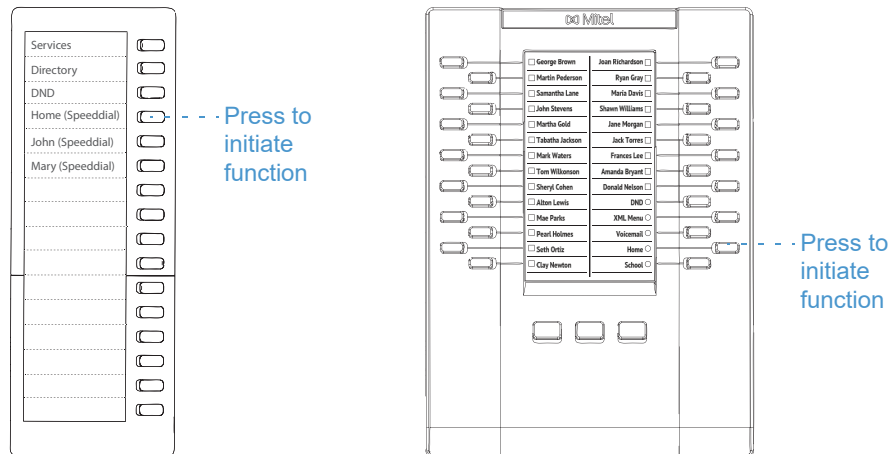 Services
Directory
DND
Home (Speeddial)
John (Speeddial)
Mary (Speeddial)
Press to
initiate
function
Mitel
George Brown Joan Richardson
Martin Pederson Ryan Gray
Samantha Lane Maria Davis
John Stevens Shawn Williams
Martha Gold Jane Morgan
Tabatha Jackson Jack Torres
Mark Waters Frances Lee
Tom Wilkonson Amanda Bryant
Sheryl Cohen Donald Nelson
Alton Lewis DND
Mae Parks XML Menu
Pearl Holmes Voicemail
Seth Ortiz Home
Clay Newton School
Press to
initiate
function